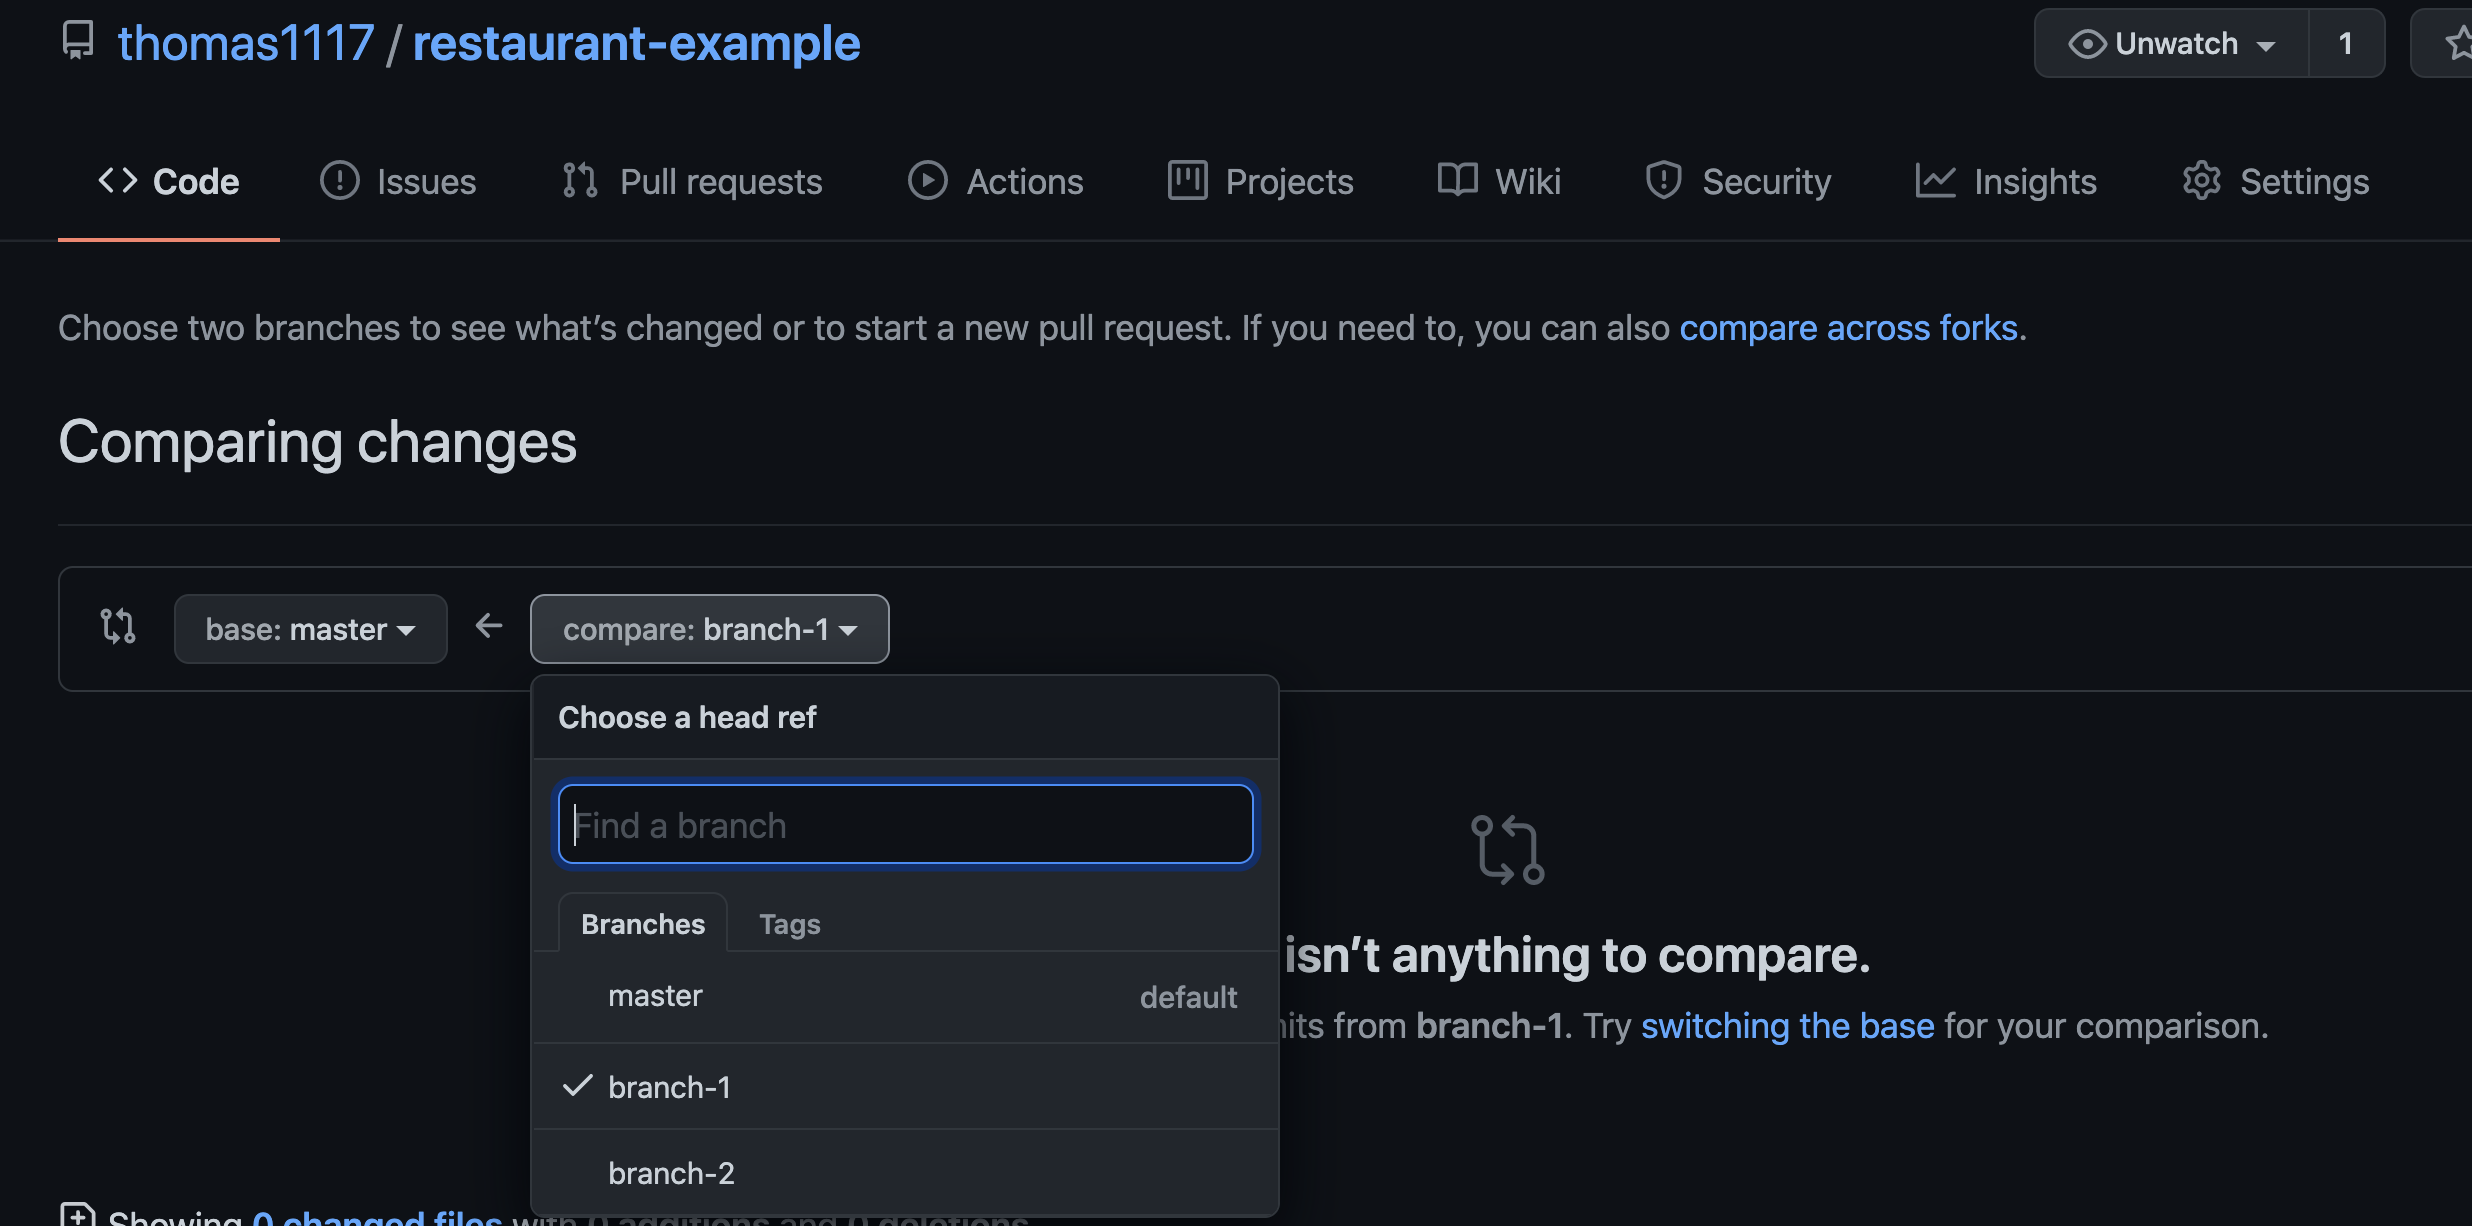 thomas1117 / restaurant-example
Unwatch 1
Code Issues Pull requests Actions Projects Wiki Security Insights Settings
Choose two branches to see what’s changed or to start a new pull request. If you need to, you can also compare across forks.
Comparing changes
base: master compare: branch-1
Choose a head ref
Find a branch
Branches Tags
isn’t anything to compare.
master default
from branch-1. Try switching the base for your comparison.
branch-1
branch-2
Showing 0 changed files with 0 additions and 0 deletions